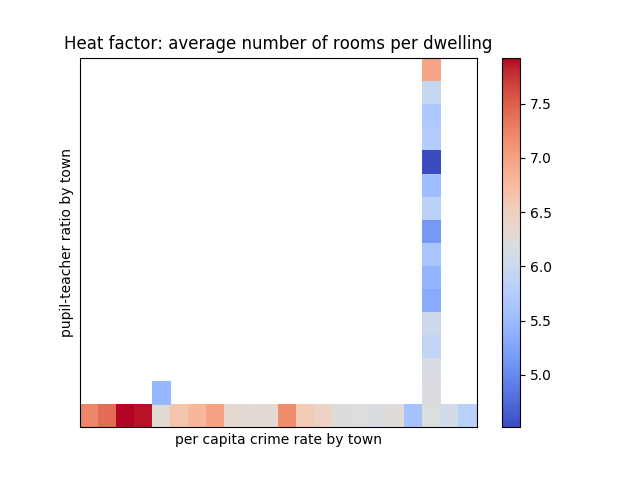 Heat factor: average number of rooms per dwelling
pupil-teacher ratio by town
per capita crime rate by town
7.5
7.0
6.5
6.0
5.5
5.0